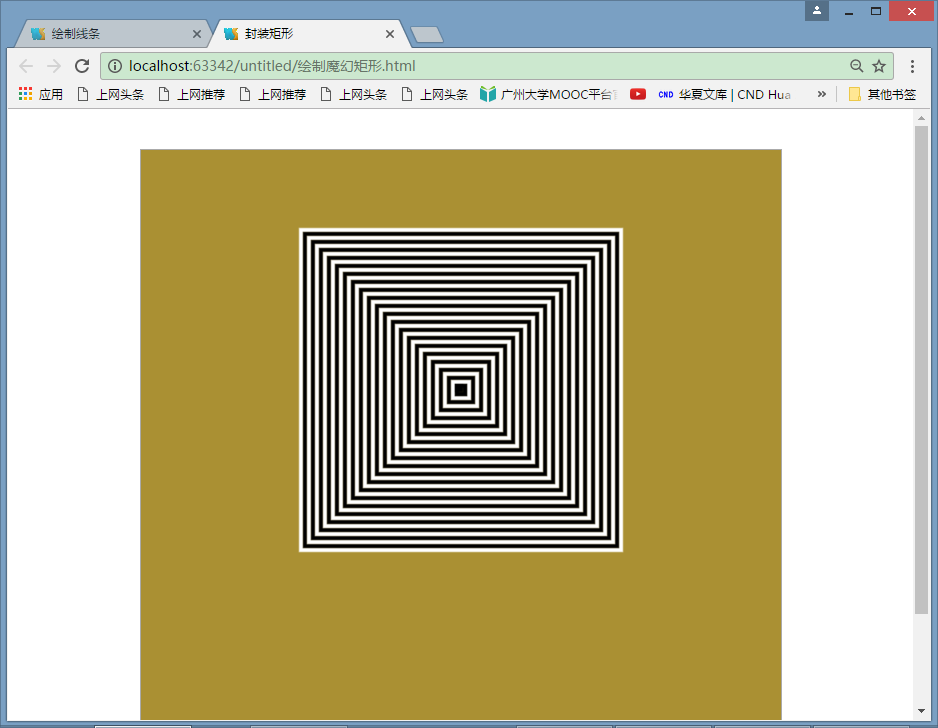 绘制线条 封装矩形
localhost:63342/untitled/绘制魔幻矩形.html
应用 上网头条 上网推荐 上网推荐 上网头条 上网头条 广州大学MOOC平台 CND 华夏文库 | CND Hua » 其他书签